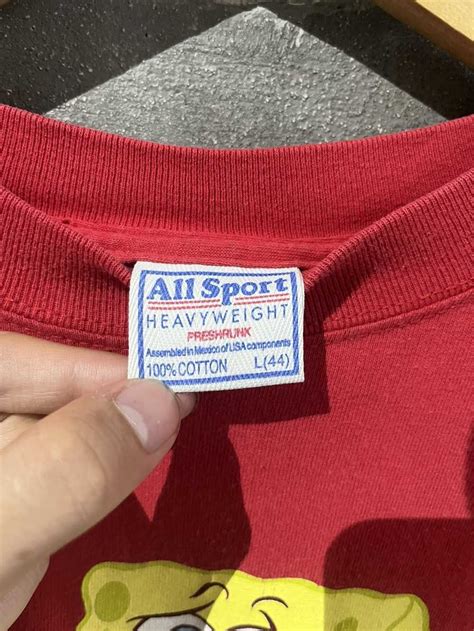 All Sport
HEAVYWEIGHT
PRESHRUNK
Assembled in Mexico of USA components
100% COTTON L(44)